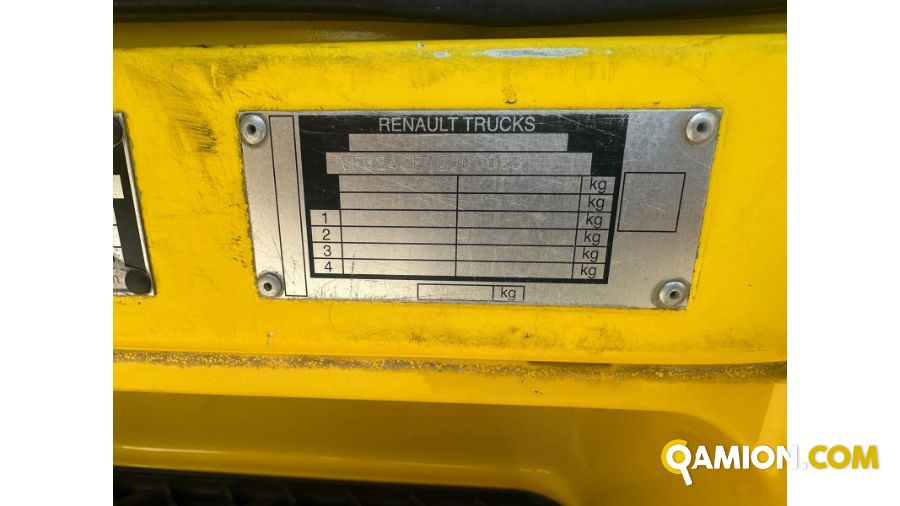 RENAULT TRUCKS
kg
kg
1 kg
2 kg
3 kg
4 kg
kg
QAMION.COM